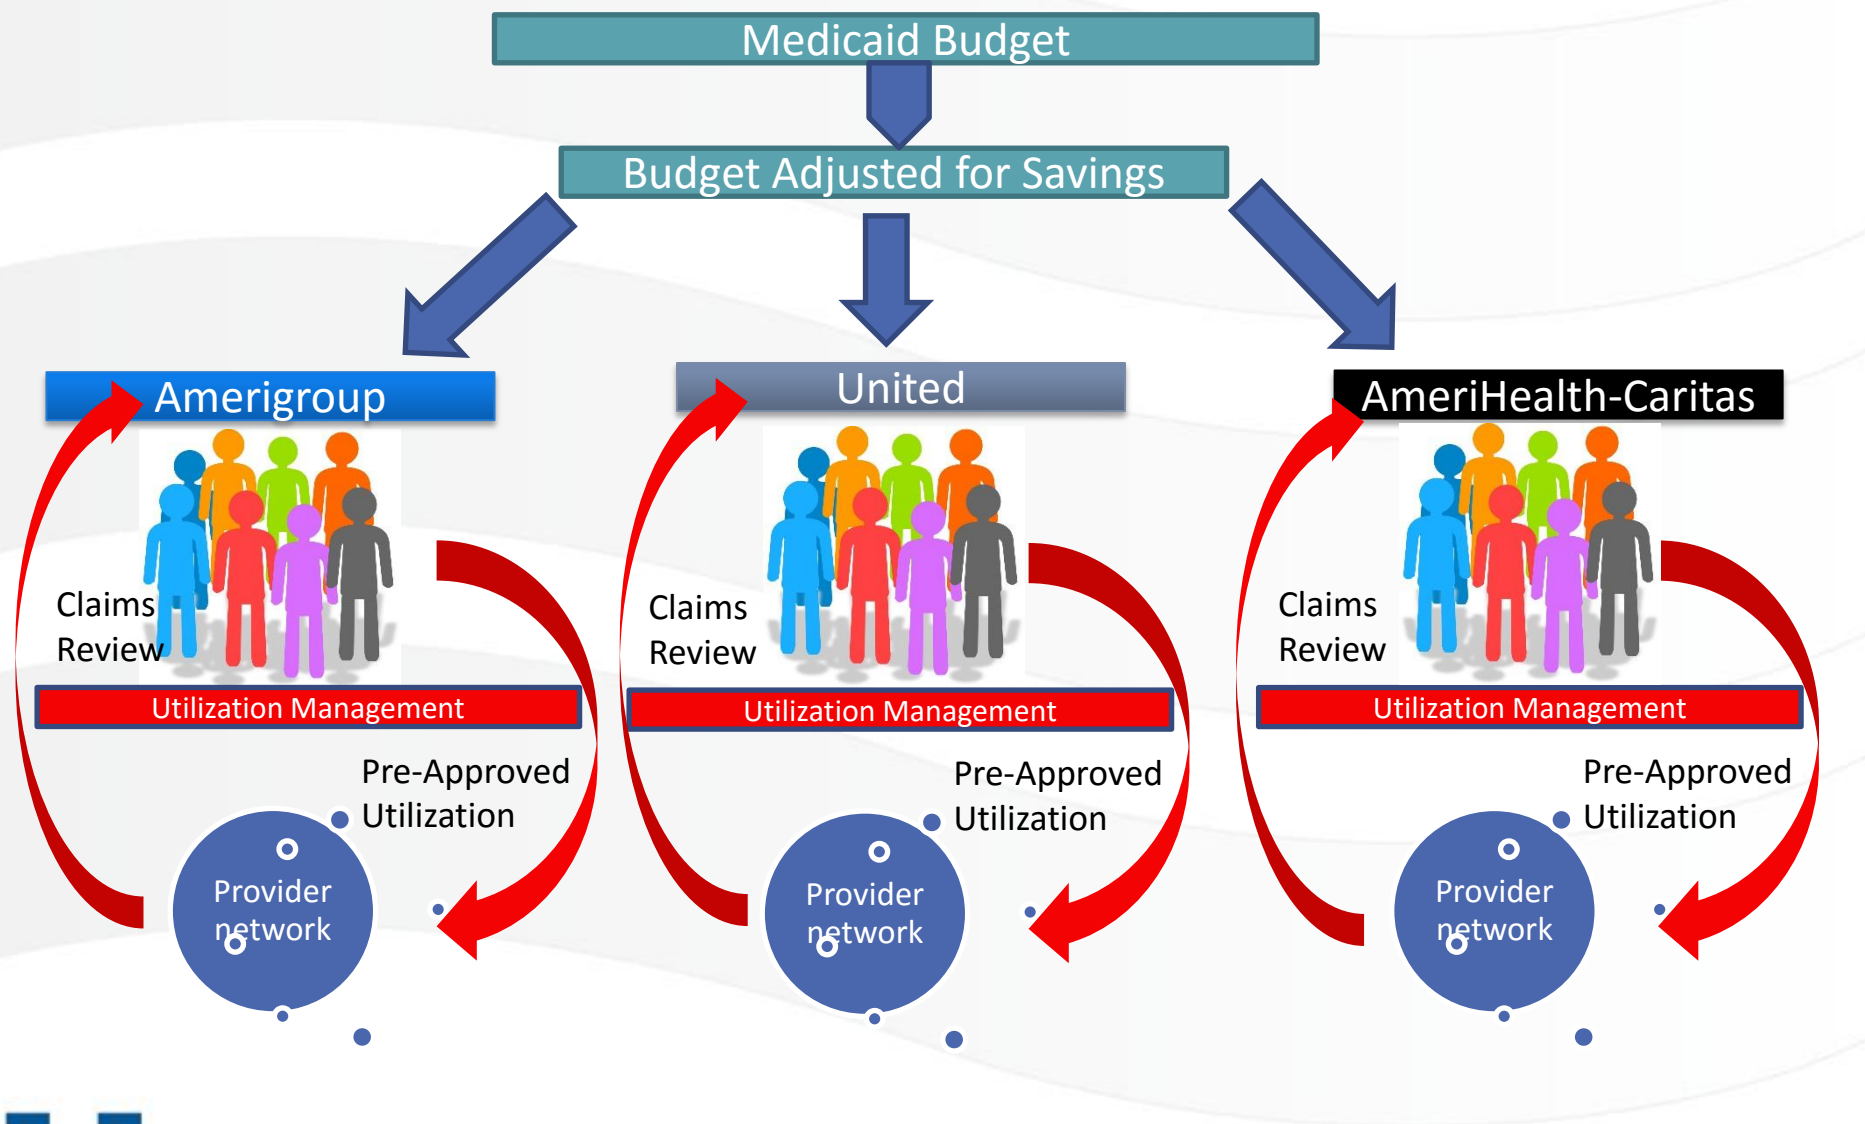 Medicaid Budget
Budget Adjusted for Savings
Amerigroup
Claims
Review
Utilization Management
Pre-Approved
Utilization
Provider
network
United
Claims
Review
Utilization Management
Pre-Approved
Utilization
Provider
network
AmeriHealth-Caritas
Claims
Review
Utilization Management
Pre-Approved
Utilization
Provider
network